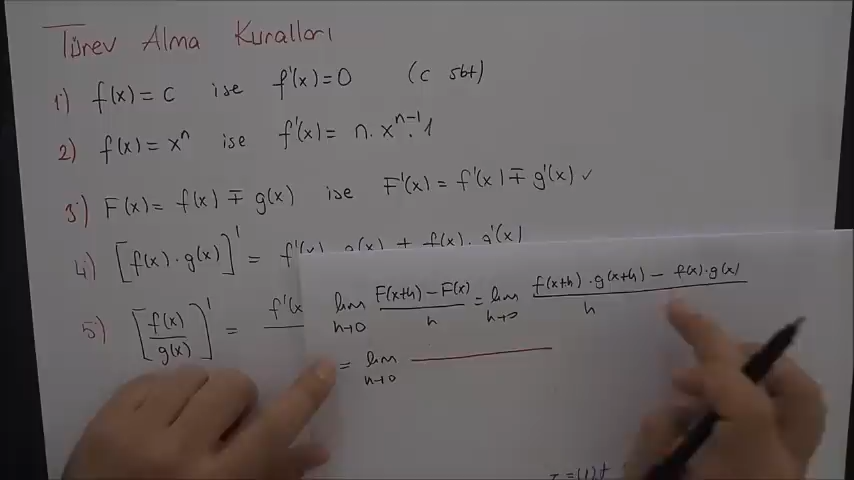 Türev Alma Kuralları
1) f(x) = c ise f'(x) = 0 (c sbt)
2) f(x) = xⁿ ise f'(x) = n. xⁿ⁻¹. 1
3) F(x) = f(x) ∓ g(x) ise F'(x) = f'(x) ∓ g'(x) ✓
4) [f(x) · g(x)]' = f'(x) g(x) + f(x). g'(x)
5) [f(x)/g(x)]' = f'(x
lim h→0 (F(x+h) − F(x))/h = lim h→0 (f(x+h) · g(x+h) − f(x)·g(x))/h
= lim h→0